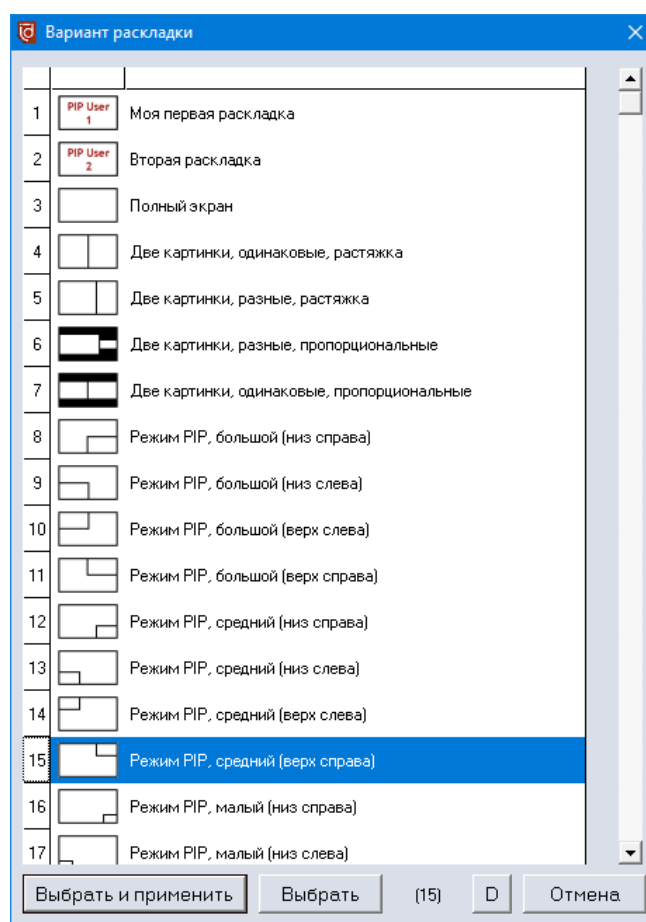 Вариант раскладки
1 PIP User 1 Моя первая раскладка
2 PIP User 2 Вторая раскладка
3 Полный экран
4 Две картинки, одинаковые, растяжка
5 Две картинки, разные, растяжка
6 Две картинки, разные, пропорциональные
7 Две картинки, одинаковые, пропорциональные
8 Режим PIP, большой (низ справа)
9 Режим PIP, большой (низ слева)
10 Режим PIP, большой (верх слева)
11 Режим PIP, большой (верх справа)
12 Режим PIP, средний (низ справа)
13 Режим PIP, средний (низ слева)
14 Режим PIP, средний (верх слева)
15 Режим PIP, средний (верх справа)
16 Режим PIP, малый (низ справа)
17 Режим PIP, малый (низ слева)
Выбрать и применить Выбрать (15) D Отмена